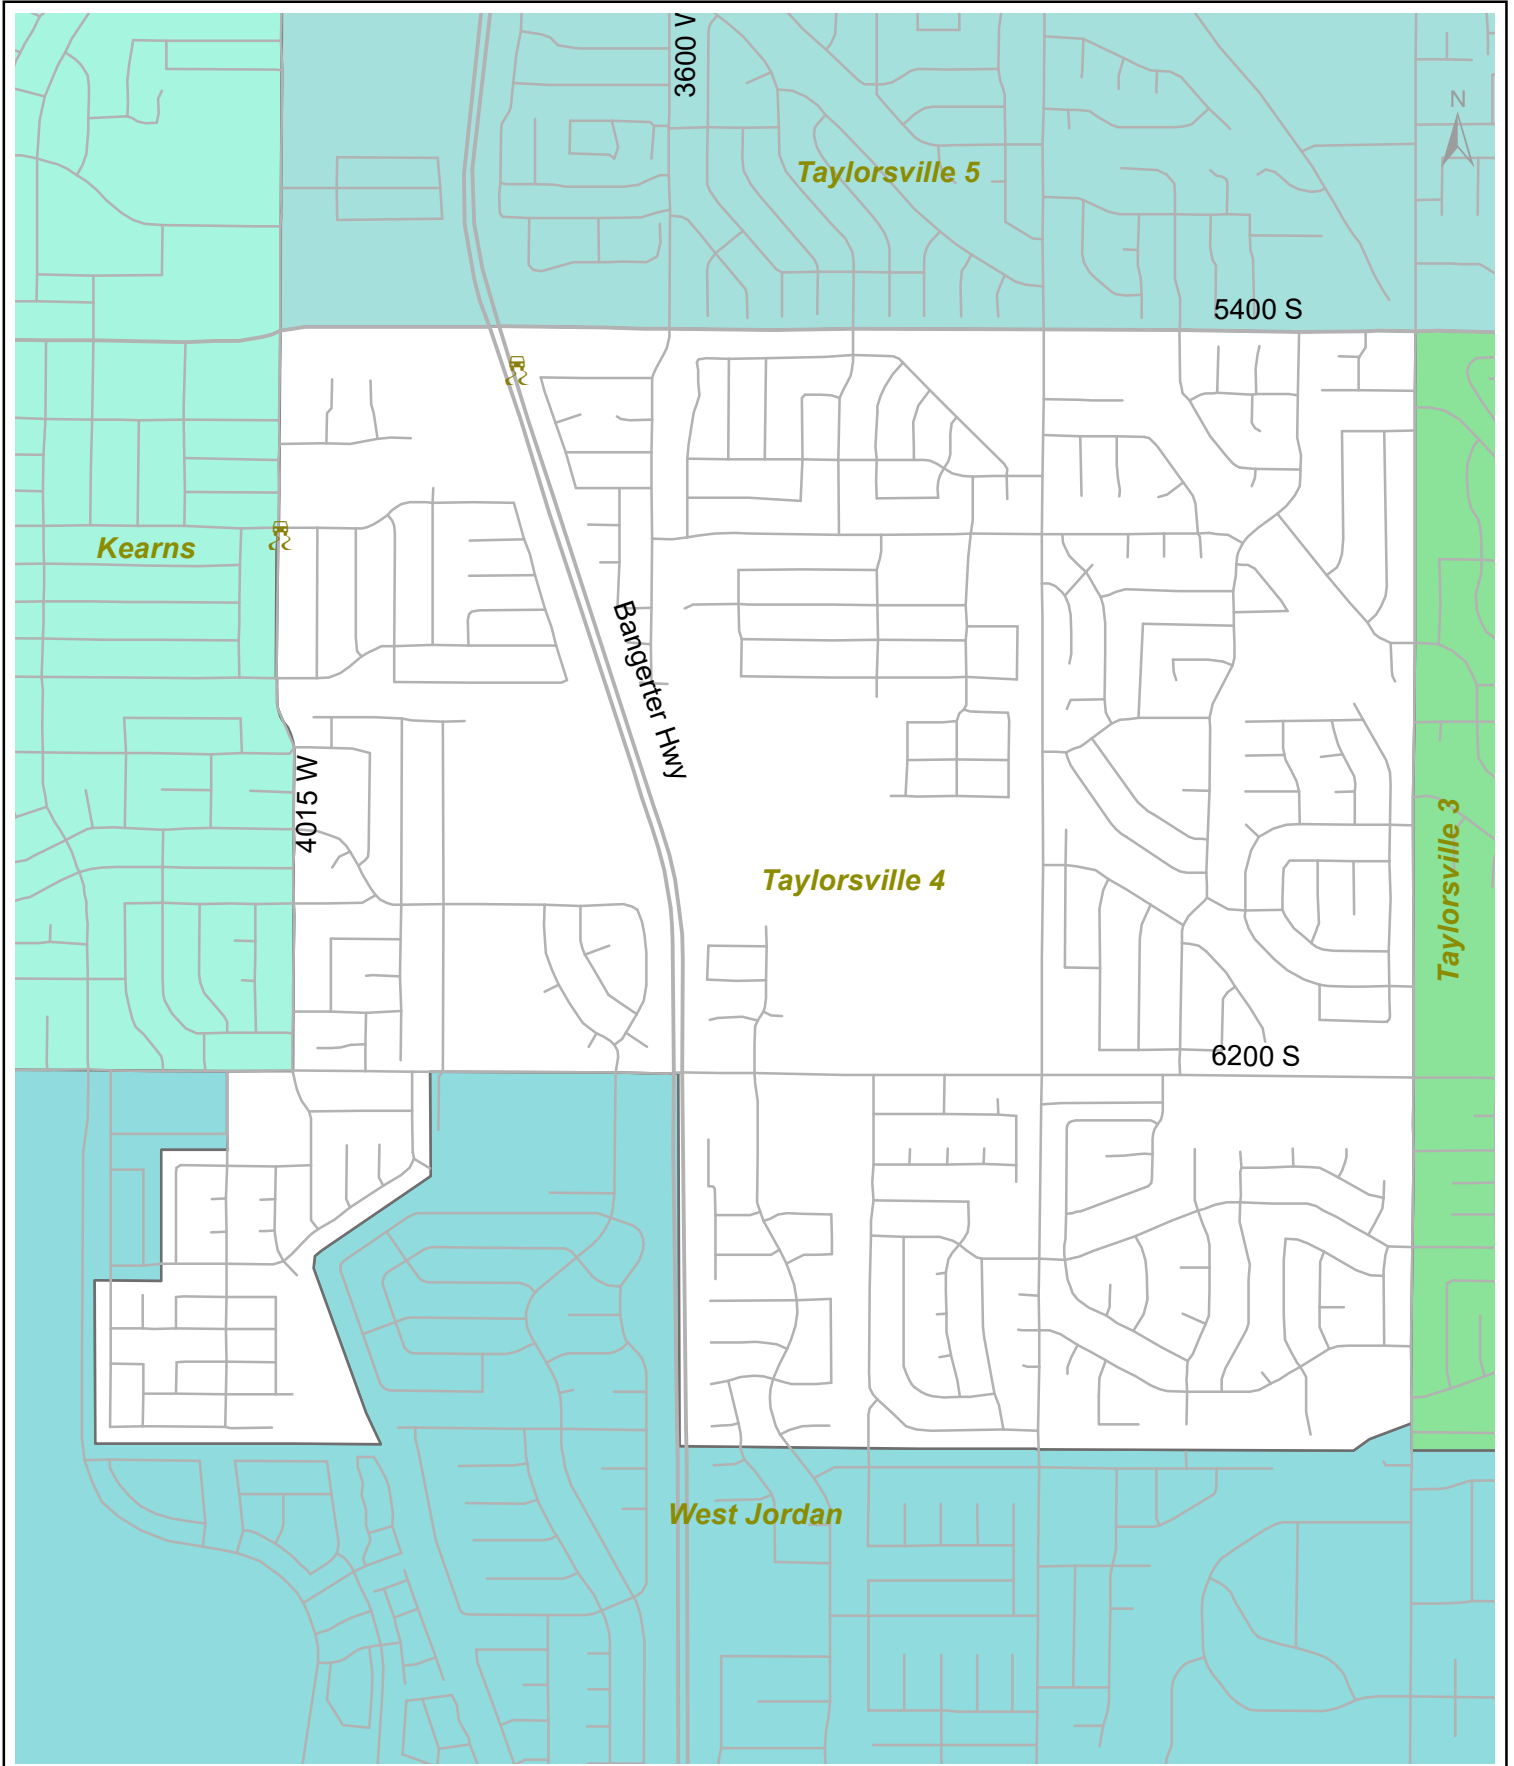 3600 W
N
Taylorsville 5
5400 S
Kearns
Bangerter Hwy
4015 W
Taylorsville 4
Taylorsville 3
6200 S
West Jordan